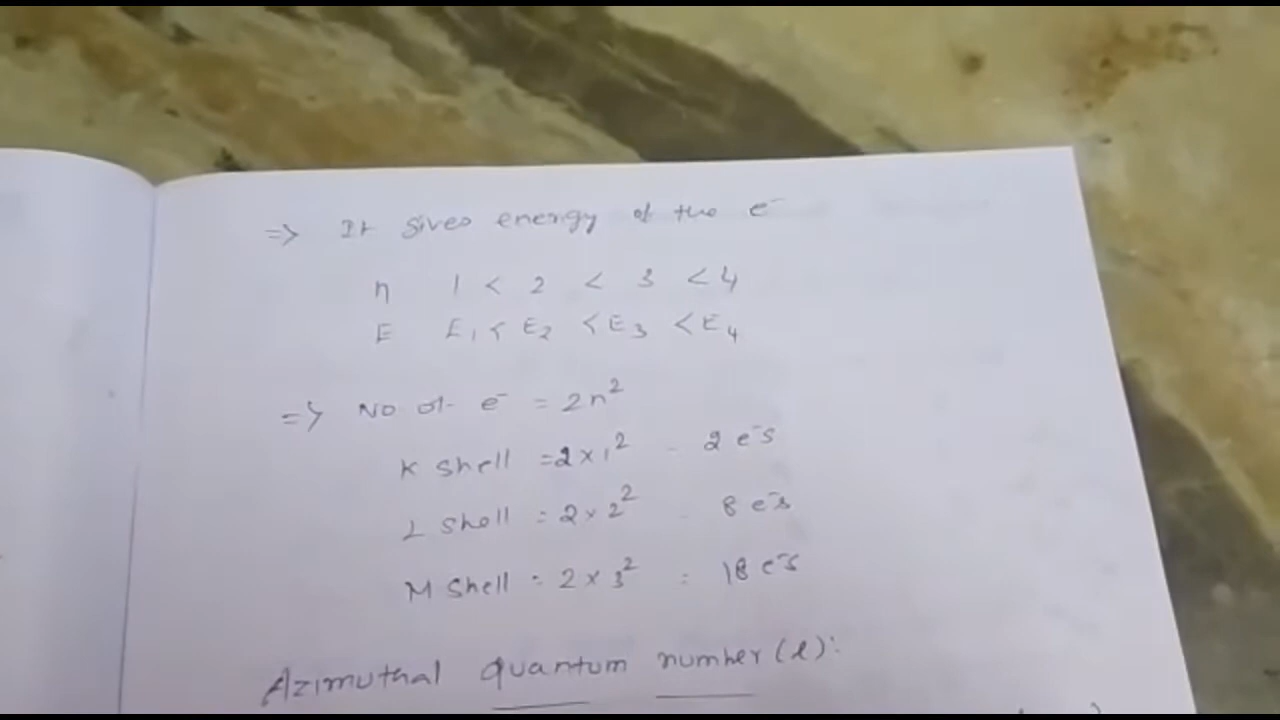 => It gives energy of the e⁻
n 1 < 2 < 3 < 4
E E₁ < E₂ < E₃ < E₄
=> No of e⁻ = 2n²
K shell = 2 × 1² - 2 e⁻s
L shell = 2 × 2² - 8 e⁻s
M shell = 2 × 3² = 18 e⁻s
Azimuthal quantum number (l):